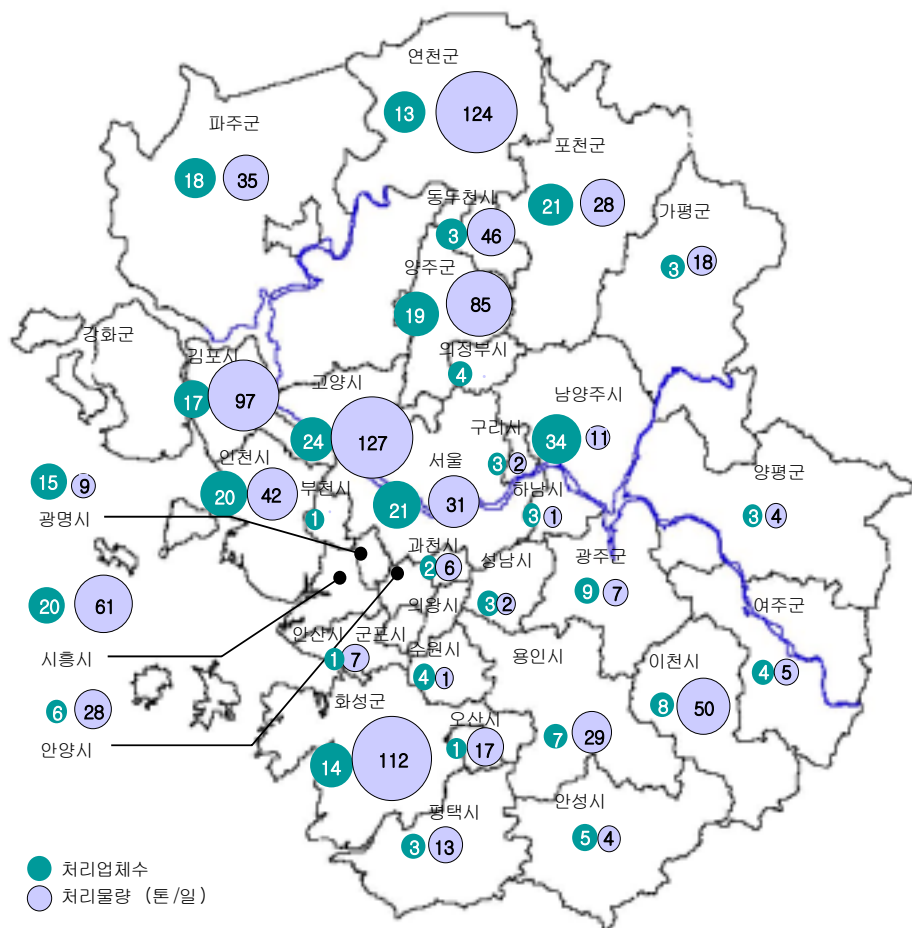 연천군
13 124
파주군
18 35
포천군
21 28
동두천시
3 46
가평군
3 18
양주군
19 85
강화군
김포시
17 97
의정부시
4
고양시
24 127
남양주시
34 11
구리시
3 2
인천시
20 42
부천시
1
서울
21 31
하남시
3 1
양평군
3 4
15 9
광명시
과천시
2 6
성남시
3 2
광주군
9 7
의왕시
20 61
시흥시
여주군
4 5
안산시
군포시
1 7
수원시
4 1
용인시
7 29
이천시
8 50
6 28
안양시
화성군
14 112
오산시
1 17
안성시
5 4
평택시
3 13
처리업체수
처리물량 (톤/일)